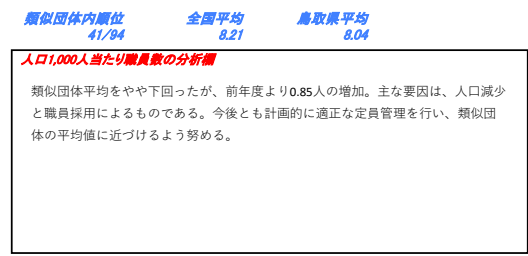 類似団体内順位 全国平均 鳥取県平均
41/94 8.21 8.04
人口1,000人当たり職員数の分析欄
類似団体平均をやや下回ったが、前年度より0.85人の増加。主な要因は、人口減少
と職員採用によるものである。今後とも計画的に適正な定員管理を行い、類似団
体の平均値に近づけるよう努める。